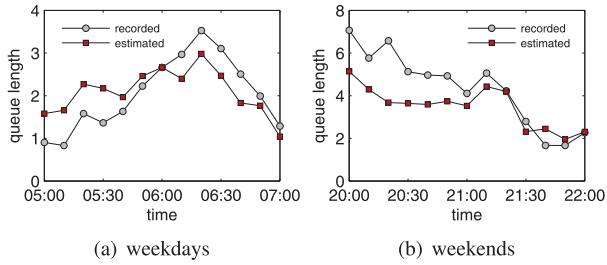 4
3
2
1
0
queue length
recorded
estimated
05:00 05:30 06:00 06:30 07:00
time
(a) weekdays
8
6
4
2
0
queue length
recorded
estimated
20:00 20:30 21:00 21:30 22:00
time
(b) weekends